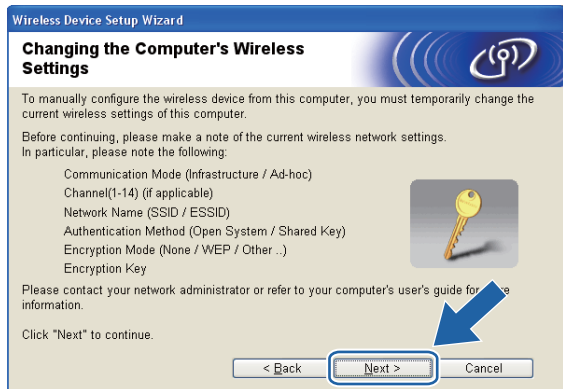 Wireless Device Setup Wizard
Changing the Computer's Wireless
Settings
To manually configure the wireless device from this computer, you must temporarily change the
current wireless settings of this computer.
Before continuing, please make a note of the current wireless network settings.
In particular, please note the following:
Communication Mode (Infrastructure / Ad-hoc)
Channel(1-14) (if applicable)
Network Name (SSID / ESSID)
Authentication Method (Open System / Shared Key)
Encryption Mode (None / WEP / Other ..)
Encryption Key
Please contact your network administrator or refer to your computer's user's guide for
information.
Click "Next" to continue.
< Back
Next >
Cancel